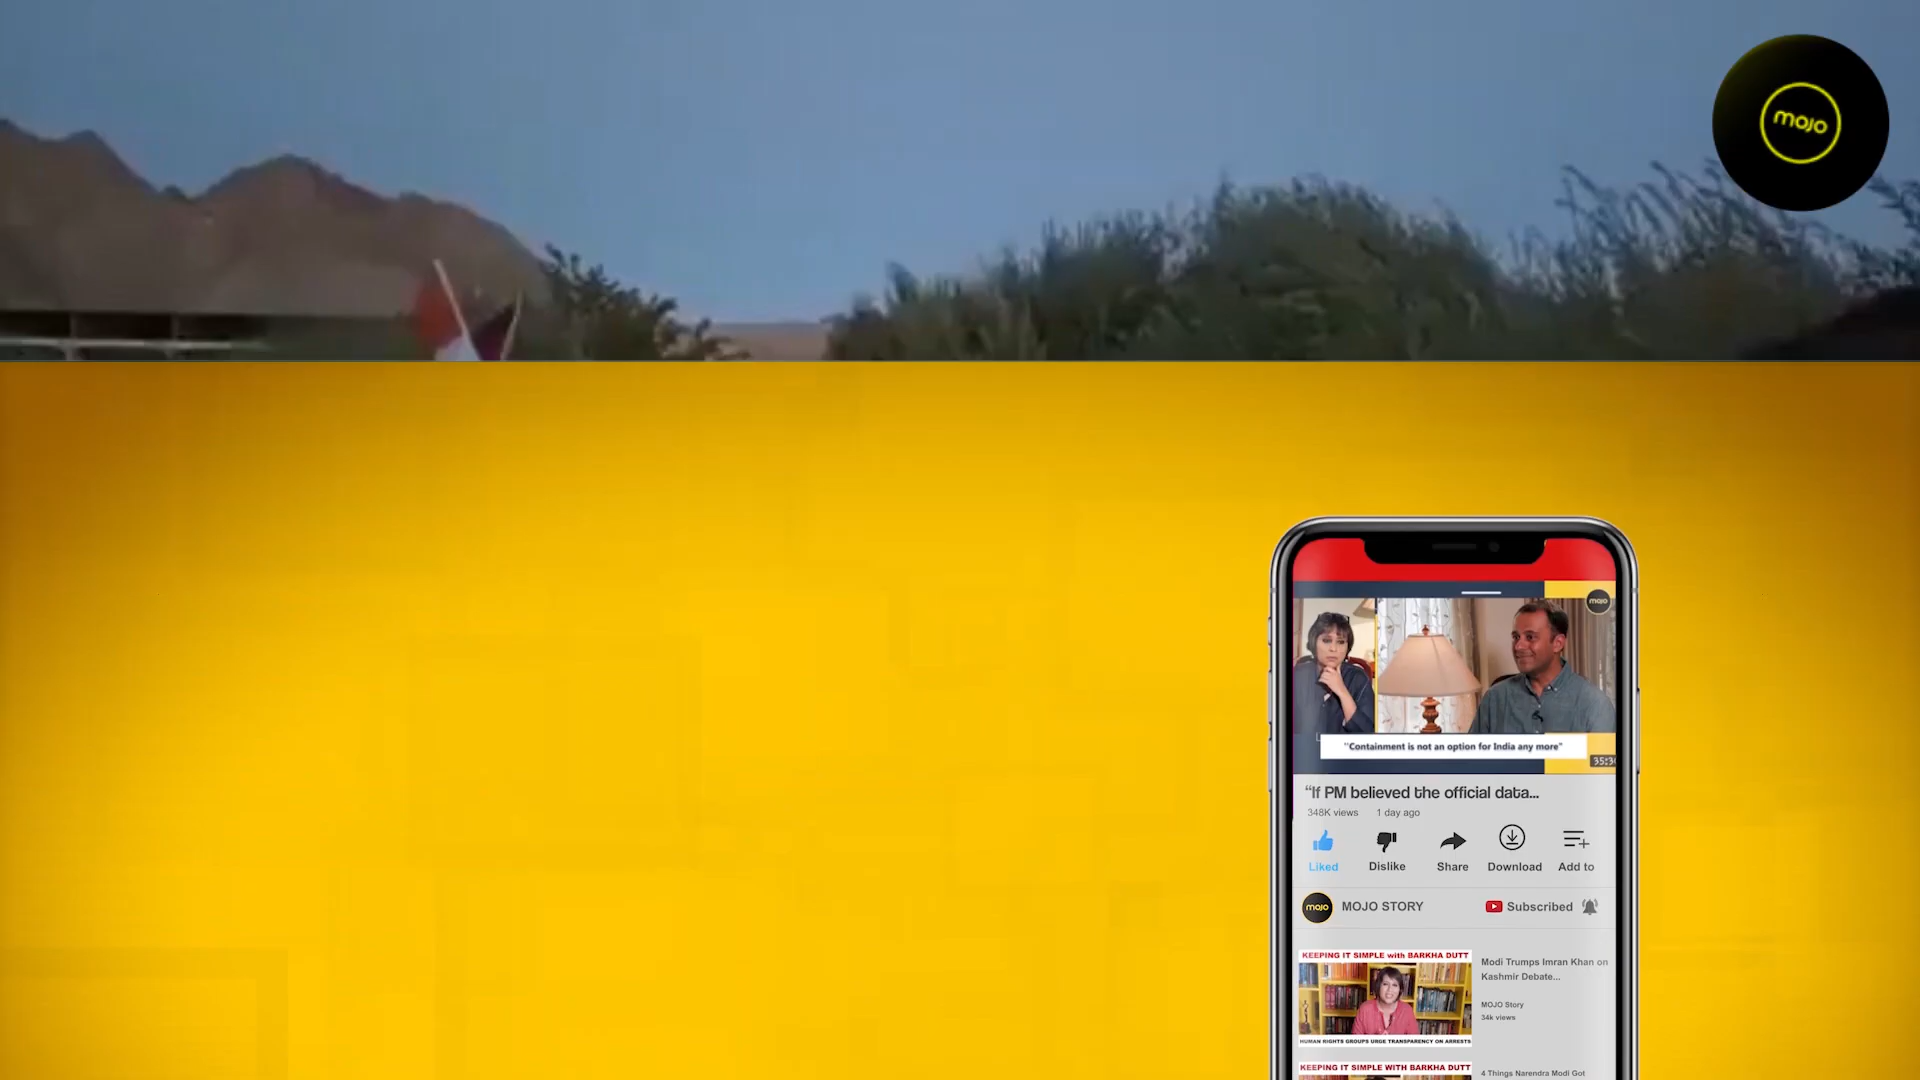 mojo
mojo
"Containment is not an option for India any more"
"If PM believed the official data...
348K views 1 day ago
Liked Dislike Share Download Add to
mojo
MOJO STORY Subscribed
KEEPING IT SIMPLE with BARKHA DUTT
HUMAN RIGHTS GROUPS URGE TRANSPARENCY ON ARRESTS
Modi Trumps Imran Khan on
Kashmir Debate...
MOJO Story
34k views
KEEPING IT SIMPLE WITH BARKHA DUTT
4 Things Narendra Modi Got